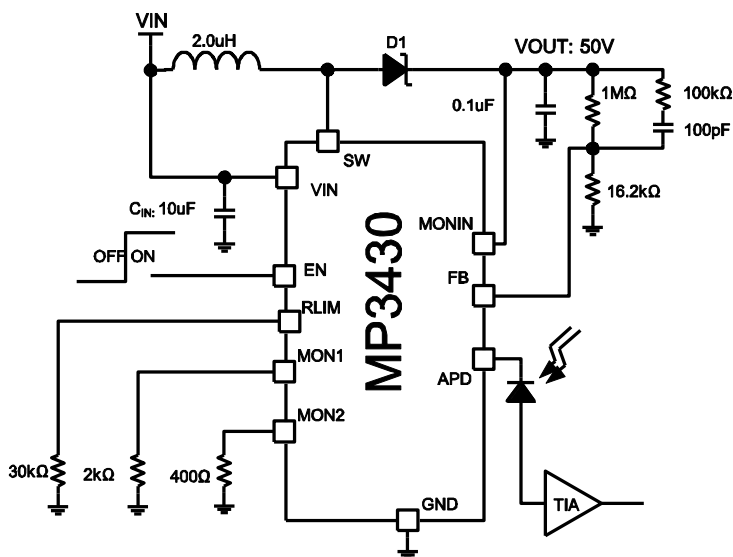 VIN
2.0uH
D1
VOUT: 50V
0.1uF
1MΩ
100kΩ
100pF
SW
VIN
CIN: 10uF
16.2kΩ
MONIN
OFF ON
EN
FB
RLIM
MP3430
MON1
APD
MON2
30kΩ
2kΩ
400Ω
GND
TIA